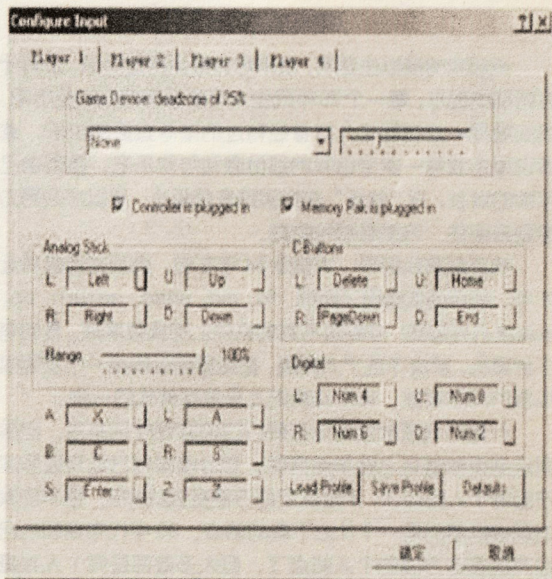 Configure Input
Player 1 Player 2 Player 3 Player 4
Game Device: deadzone of 25%
None
Controller is plugged in Memory Pak is plugged in
Analog Stick
L: Left U: Up
R: Right D: Down
Range 100%
C-Buttons
L: Delete U: Home
R: PageDown D: End
Digital
L: Num 4 U: Num 8
R: Num 6 D: Num 2
A: X L: A
B: C R: S
S: Enter Z: Z
Load Profile Save Profile Defaults
確定 取消